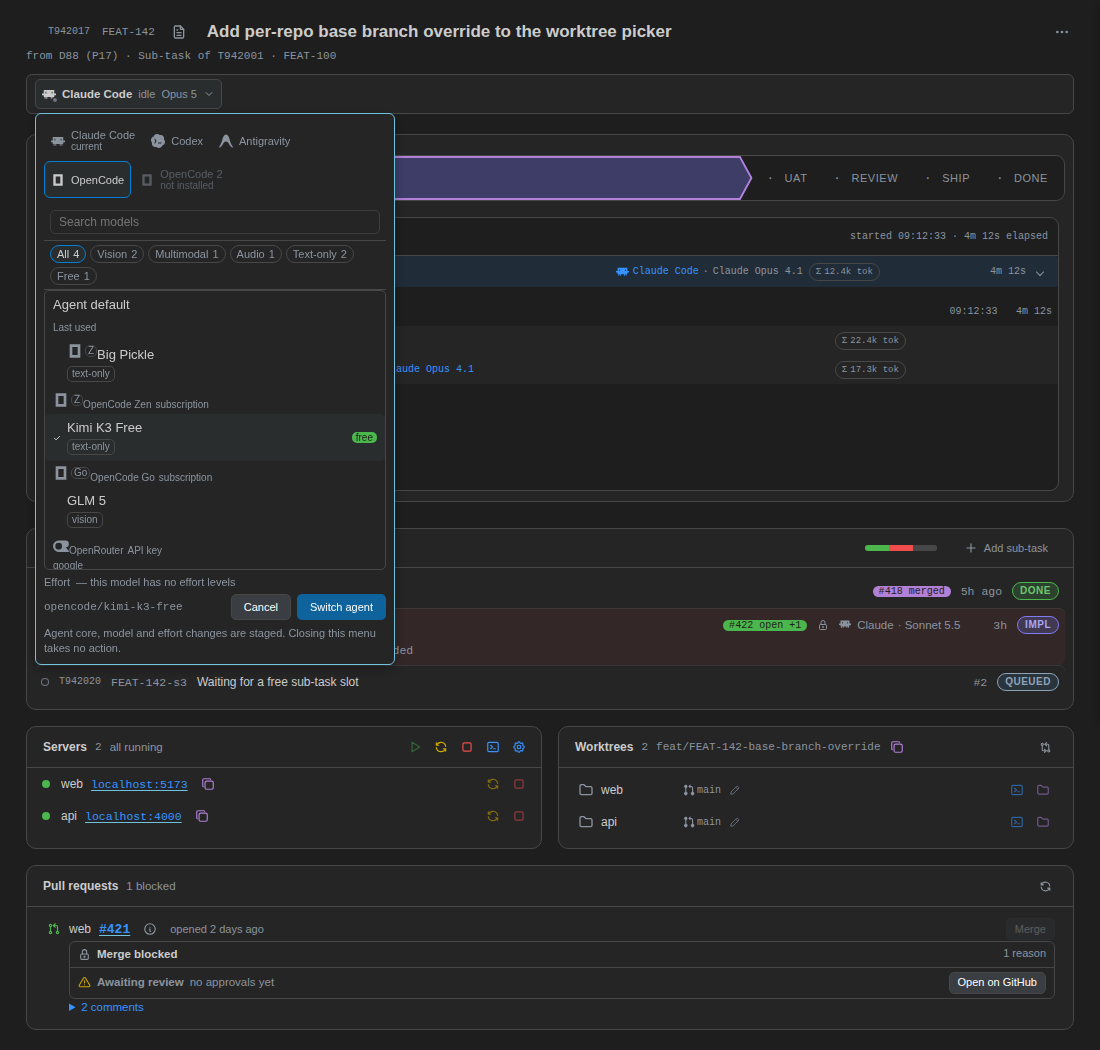 T942017 FEAT-142 Add per-repo base branch override to the worktree picker
from D88 (P17) · Sub-task of T942001 · FEAT-100
Claude Code idle Opus 5
Claude Code
current
Codex
Antigravity
OpenCode
OpenCode 2
not installed
UAT · REVIEW · SHIP · DONE
Search models
started 09:12:33 · 4m 12s elapsed
All 4
Vision 2
Multimodal 1
Audio 1
Text-only 2
Free 1
Claude Code · Claude Opus 4.1 Σ 12.4k tok 4m 12s
Agent default
09:12:33 4m 12s
Last used
Σ 22.4k tok
Z Big Pickle
text-only
aude Opus 4.1 Σ 17.3k tok
Z OpenCode Zen subscription
Kimi K3 Free
text-only
free
Go OpenCode Go subscription
GLM 5
vision
OpenRouter API key
google
Add sub-task
Effort — this model has no effort levels
opencode/kimi-k3-free
Cancel
Switch agent
Agent core, model and effort changes are staged. Closing this menu
takes no action.
#418 merged 5h ago DONE
#422 open +1 Claude · Sonnet 5.5 3h IMPL
ded
T942020 FEAT-142-s3 Waiting for a free sub-task slot #2 QUEUED
Servers 2 all running
web localhost:5173
api localhost:4000
Worktrees 2 feat/FEAT-142-base-branch-override
web main
api main
Pull requests 1 blocked
web #421 opened 2 days ago Merge
Merge blocked 1 reason
Awaiting review no approvals yet Open on GitHub
2 comments